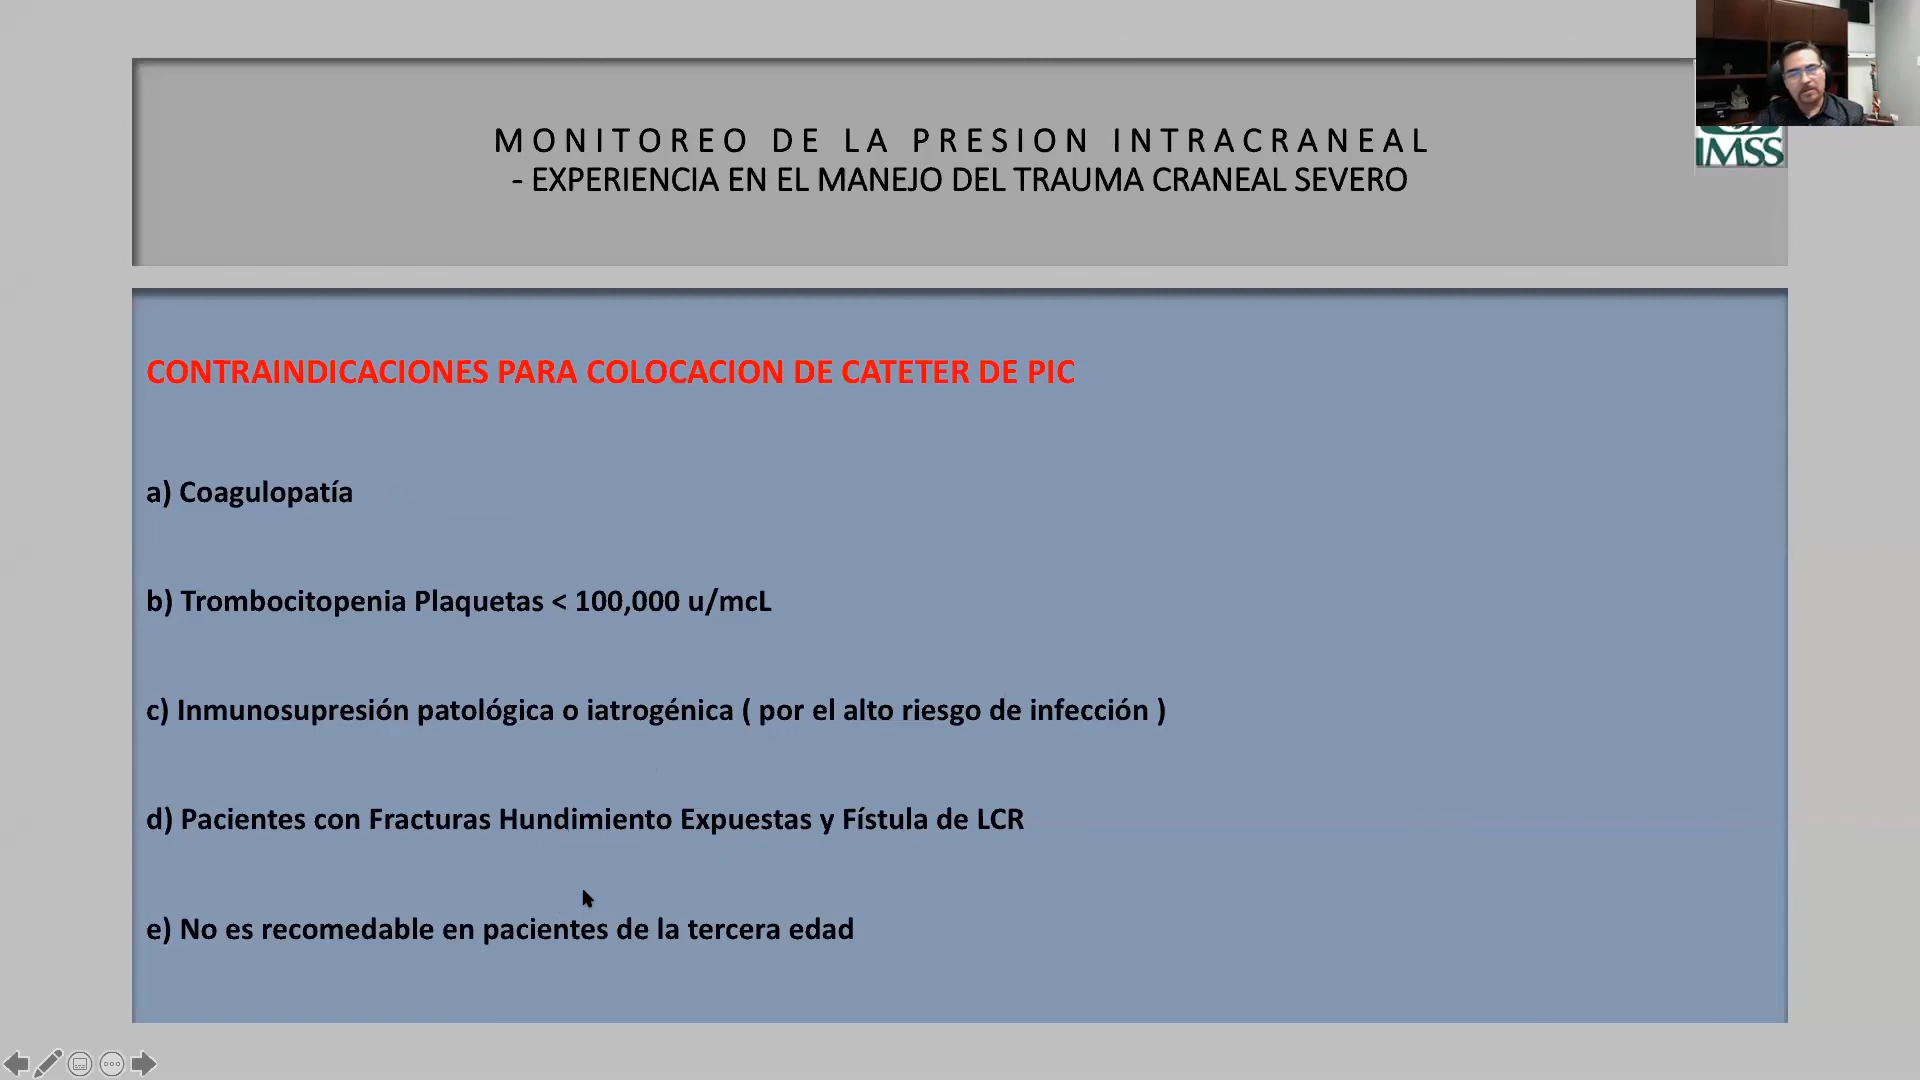 MONITOREO DE LA PRESION INTRACRANEAL
- EXPERIENCIA EN EL MANEJO DEL TRAUMA CRANEAL SEVERO
IMSS
CONTRAINDICACIONES PARA COLOCACION DE CATETER DE PIC
a) Coagulopatía
b) Trombocitopenia Plaquetas < 100,000 u/mcL
c) Inmunosupresión patológica o iatrogénica ( por el alto riesgo de infección )
d) Pacientes con Fracturas Hundimiento Expuestas y Fístula de LCR
e) No es recomedable en pacientes de la tercera edad